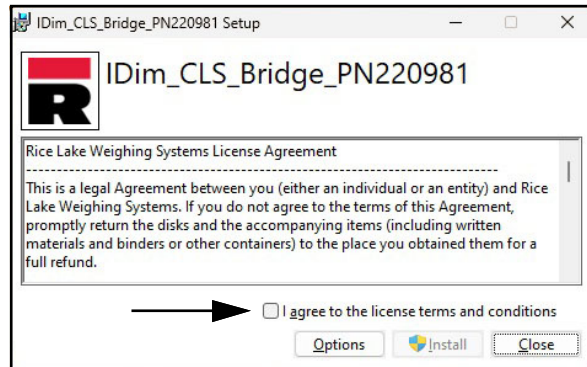 IDim_CLS_Bridge_PN220981 Setup
IDim_CLS_Bridge_PN220981
R
Rice Lake Weighing Systems License Agreement
--------------------------------------------------------------------------------
This is a legal Agreement between you (either an individual or an entity) and Rice
Lake Weighing Systems. If you do not agree to the terms of this Agreement,
promptly return the disks and the accompanying items (including written
materials and binders or other containers) to the place you obtained them for a
full refund.
I agree to the license terms and conditions
Options
Install
Close